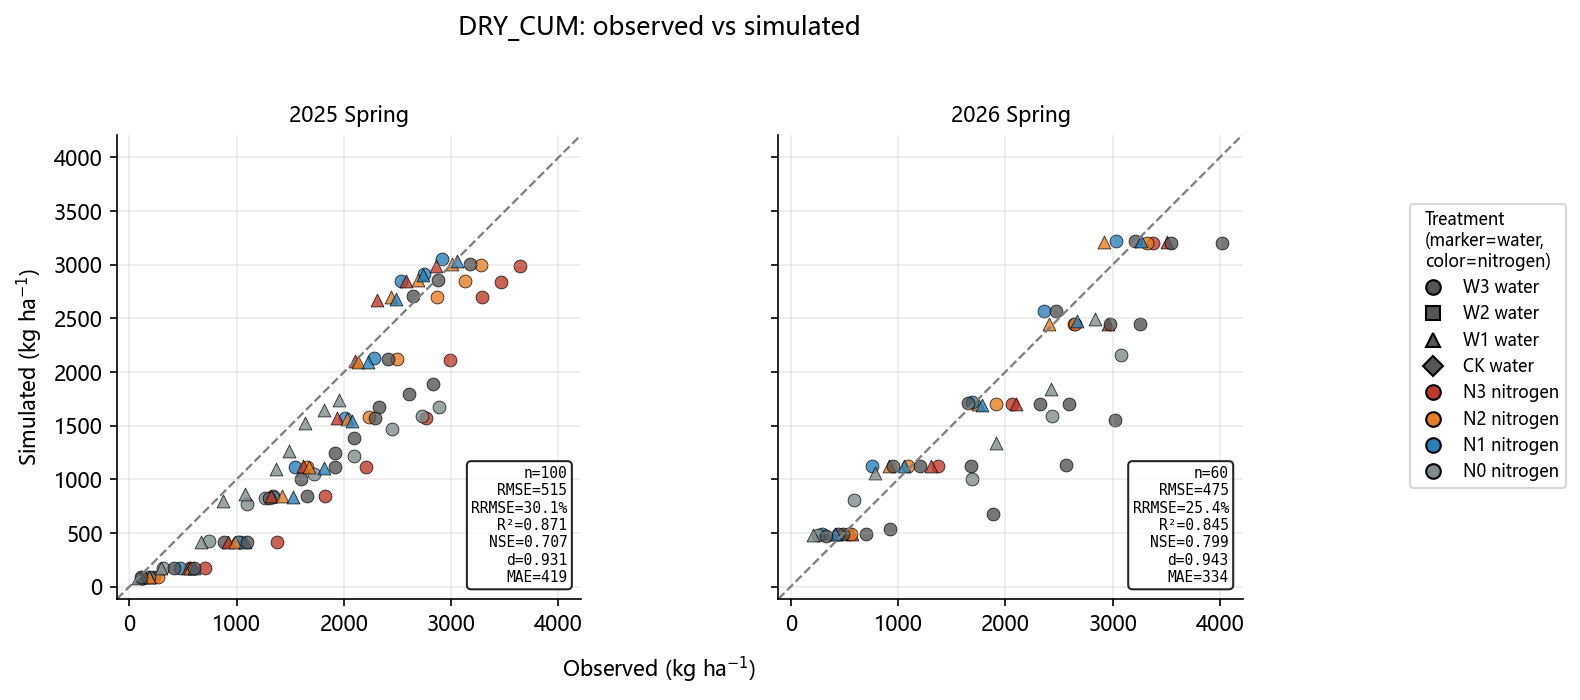 DRY_CUM: observed vs simulated
2025 Spring
2026 Spring
4000
3500
3000
2500
2000
1500
1000
500
0
Simulated (kg ha⁻¹)
n=100
RMSE=515
RRMSE=30.1%
R²=0.871
NSE=0.707
d=0.931
MAE=419
n=60
RMSE=475
RRMSE=25.4%
R²=0.845
NSE=0.799
d=0.943
MAE=334
0 1000 2000 3000 4000
0 1000 2000 3000 4000
Observed (kg ha⁻¹)
Treatment
(marker=water,
color=nitrogen)
W3 water
W2 water
W1 water
CK water
N3 nitrogen
N2 nitrogen
N1 nitrogen
N0 nitrogen